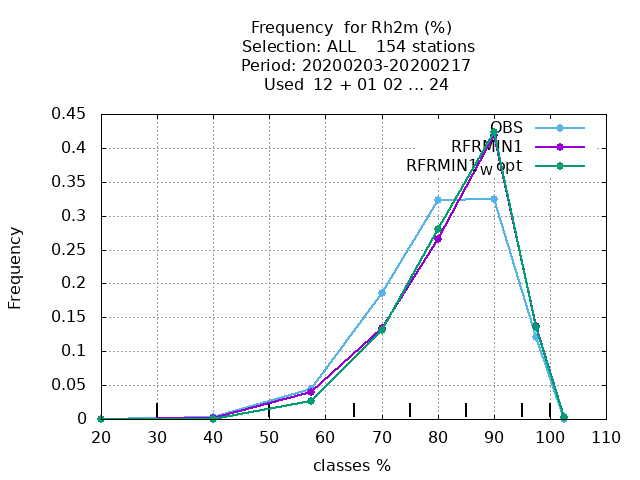 Frequency  for Rh2m (%)
Selection: ALL    154 stations
Period: 20200203-20200217
Used  12 + 01 02 ... 24
OBS
RFRMIN1
RFRMIN1W opt
0.45
0.4
0.35
0.3
0.25
0.2
0.15
0.1
0.05
0
Frequency
20 30 40 50 60 70 80 90 100 110
classes %